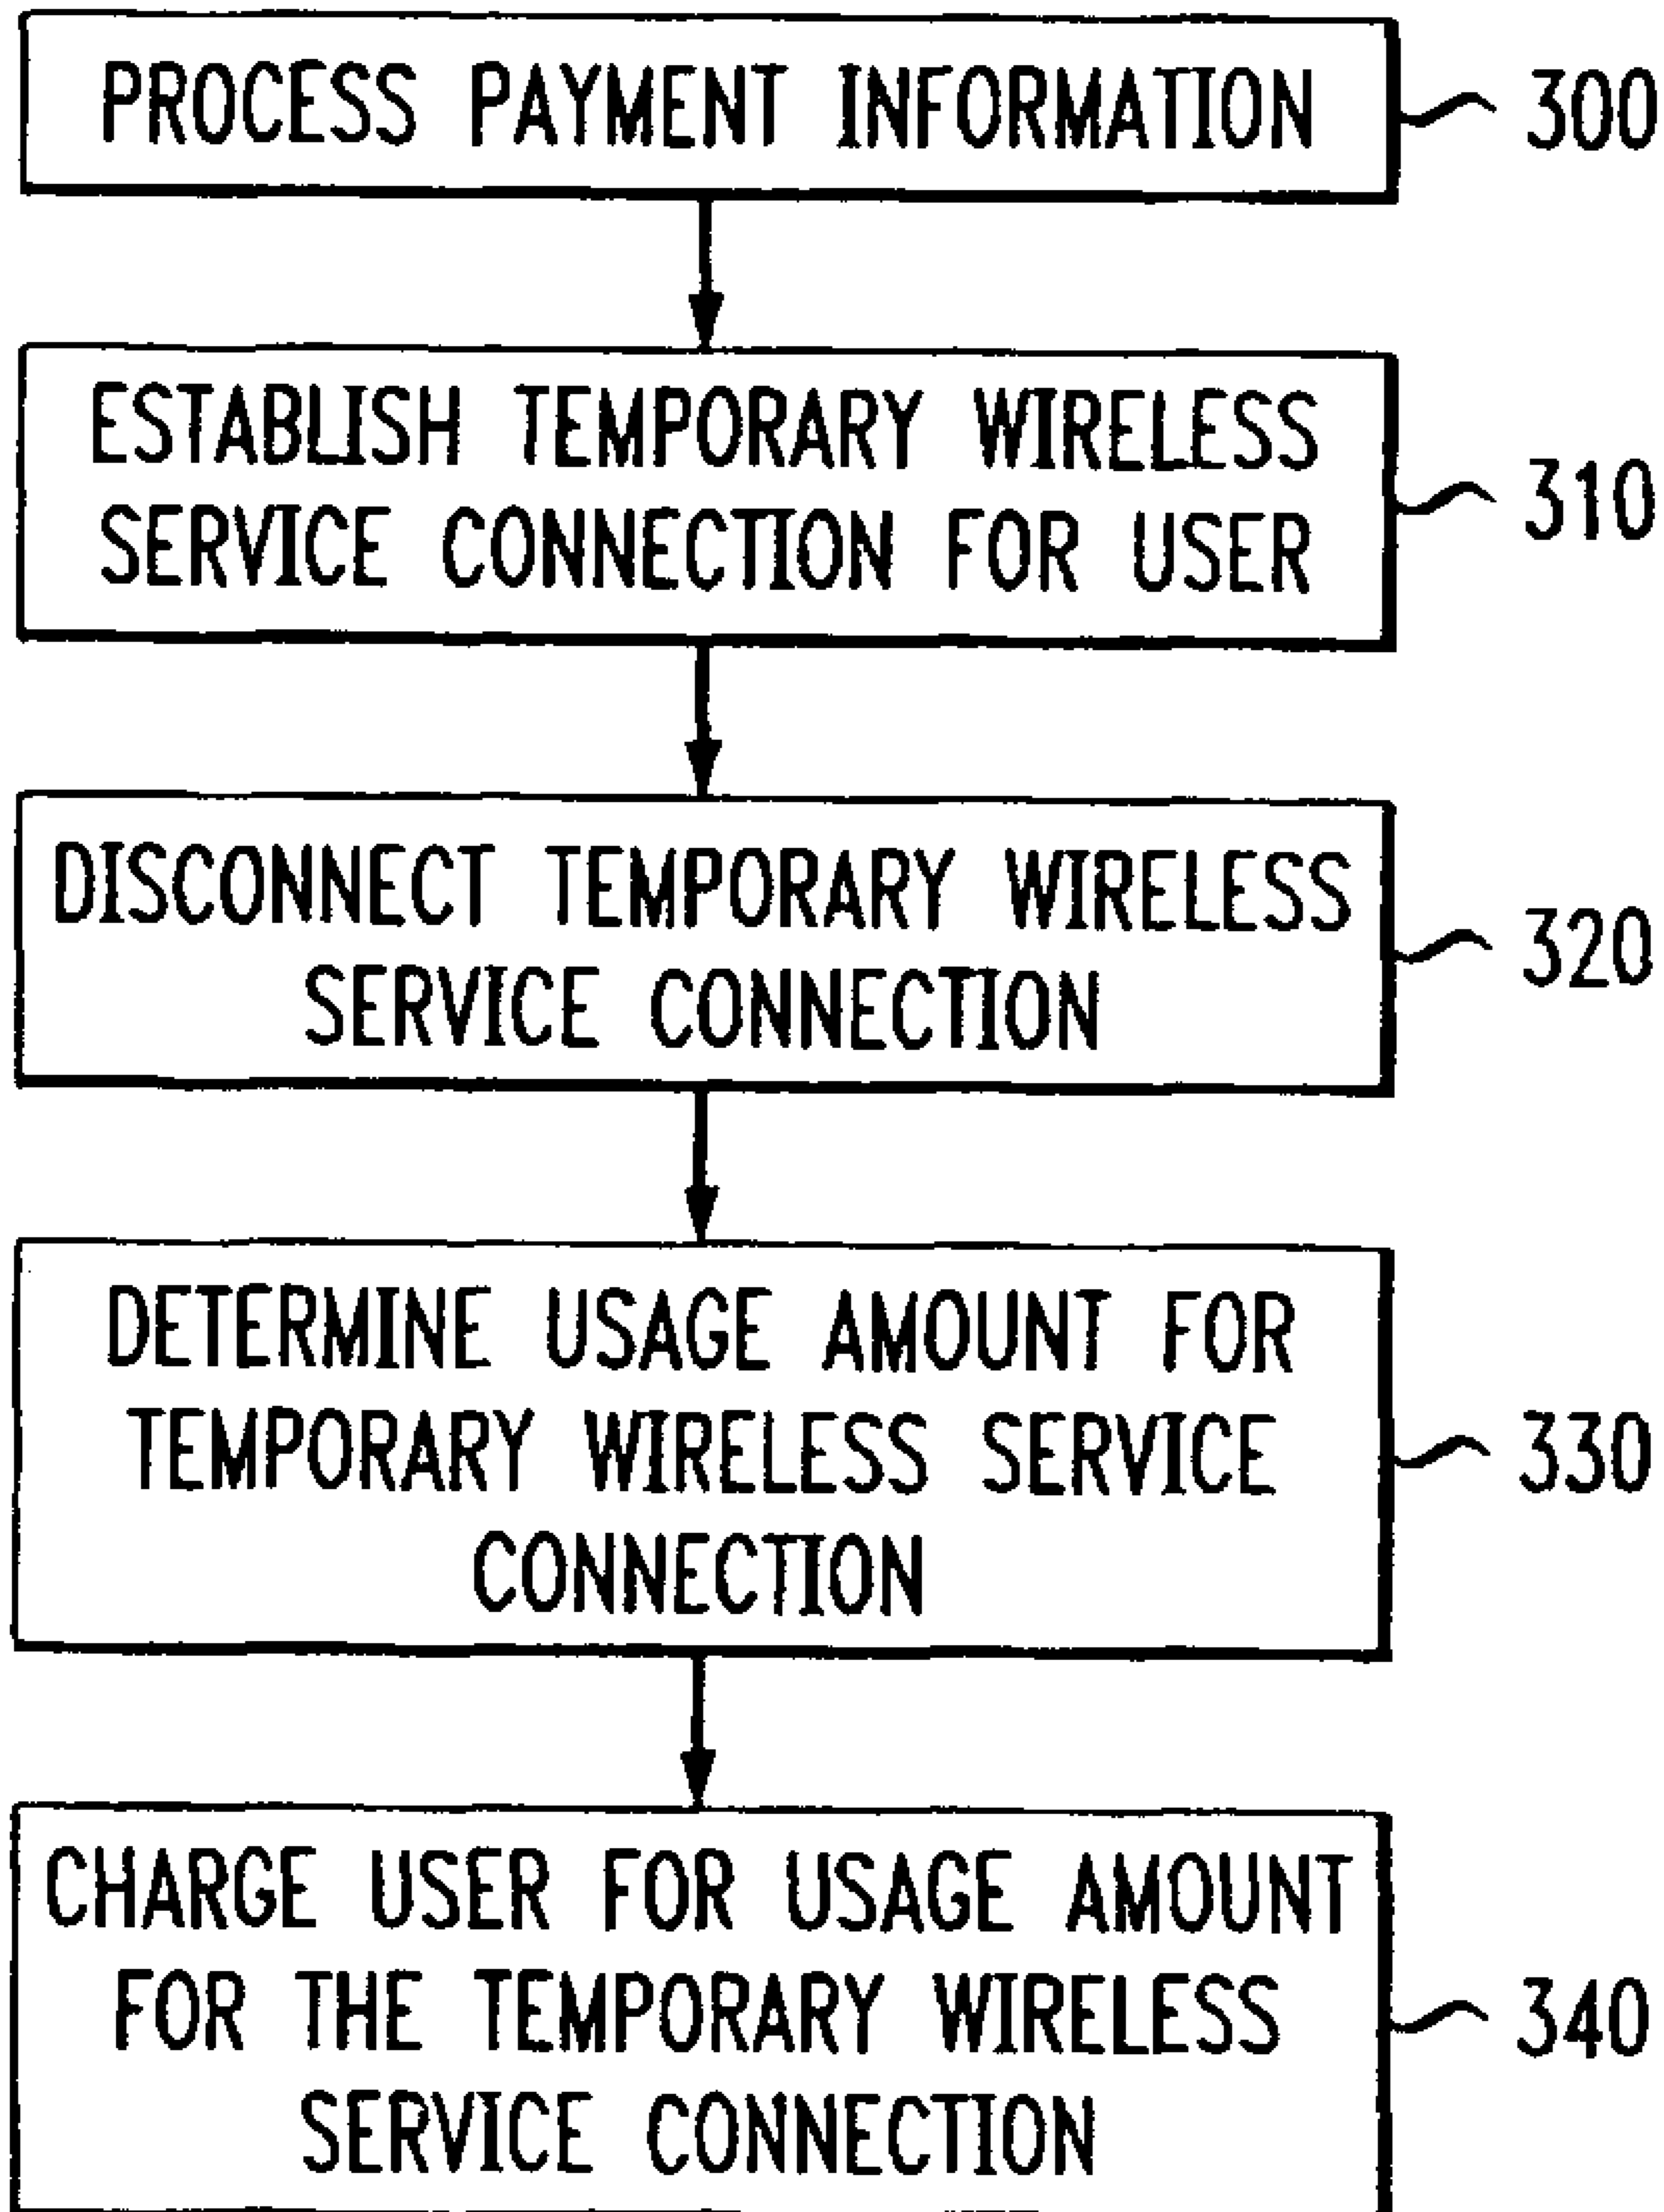 PROCESS PAYMENT INFORMATION
300
ESTABLISH TEMPORARY WIRELESS
SERVICE CONNECTION FOR USER
310
DISCONNECT TEMPORARY WIRELESS
SERVICE CONNECTION
320
DETERMINE USAGE AMOUNT FOR
TEMPORARY WIRELESS SERVICE
CONNECTION
330
CHARGE USER FOR USAGE AMOUNT
FOR THE TEMPORARY WIRELESS
SERVICE CONNECTION
340